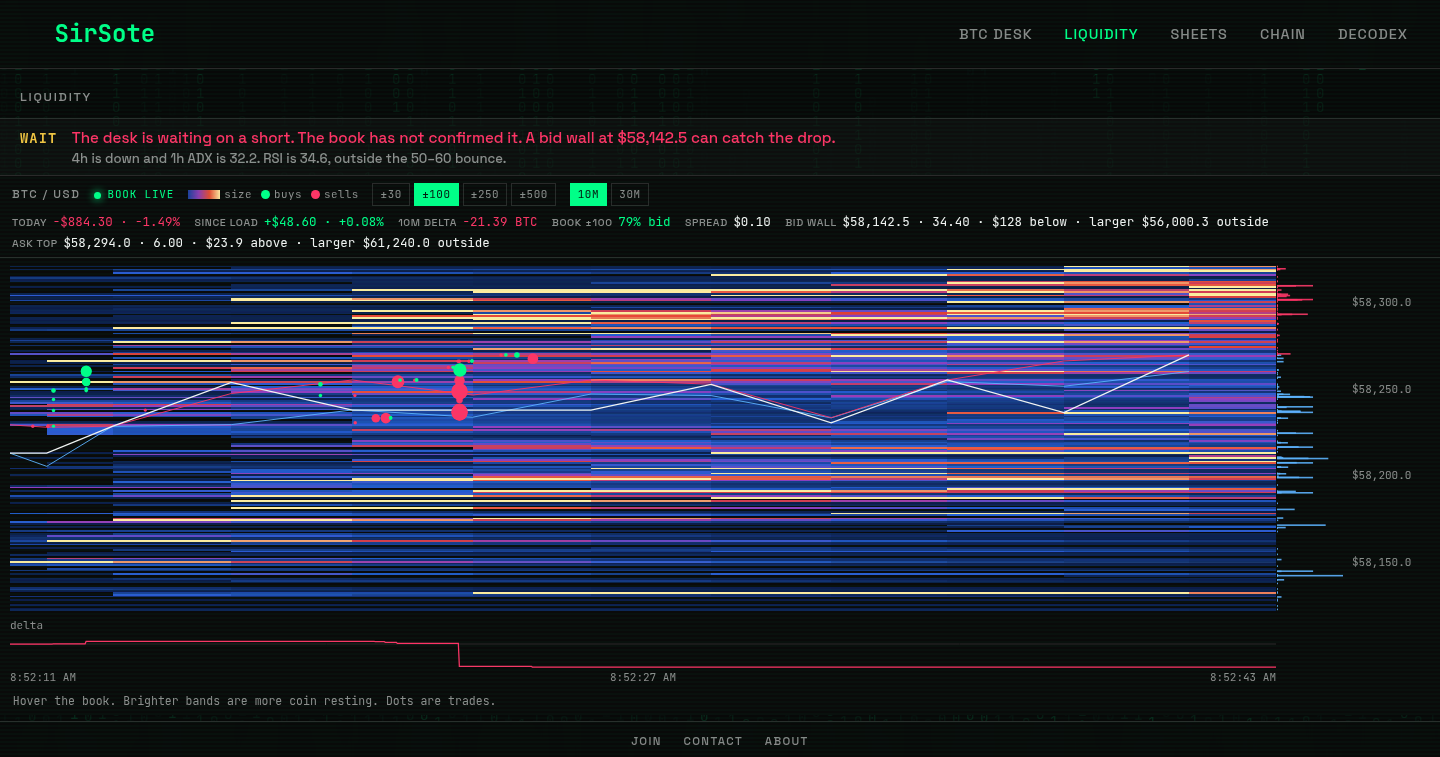 SirSote
BTC DESK LIQUIDITY SHEETS CHAIN DECODEX
LIQUIDITY
WAIT The desk is waiting on a short. The book has not confirmed it. A bid wall at $58,142.5 can catch the drop.
4h is down and 1h ADX is 32.2. RSI is 34.6, outside the 50–60 bounce.
BTC / USD BOOK LIVE size buys sells ±30 ±100 ±250 ±500 10M 30M
TODAY -$884.30 · -1.49% SINCE LOAD +$48.60 · +0.08% 10M DELTA -21.39 BTC BOOK ±100 79% bid SPREAD $0.10 BID WALL $58,142.5 · 34.40 · $128 below · larger $56,000.3 outside
ASK TOP $58,294.0 · 6.00 · $23.9 above · larger $61,240.0 outside
$58,300.0
$58,250.0
$58,200.0
$58,150.0
delta
8:52:11 AM 8:52:27 AM 8:52:43 AM
Hover the book. Brighter bands are more coin resting. Dots are trades.
JOIN CONTACT ABOUT